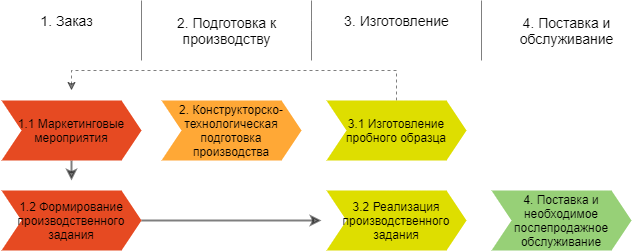 1. Заказ
2. Подготовка к
производству
3. Изготовление
4. Поставка и
обслуживание
1.1 Маркетинговые
мероприятия
2. Конструкторско-
технологическая
подготовка
производства
3.1 Изготовление
пробного образца
1.2 Формирование
производственного
задания
3.2 Реализация
производственного
задания
4. Поставка и
необходимое
послепродажное
обслуживание